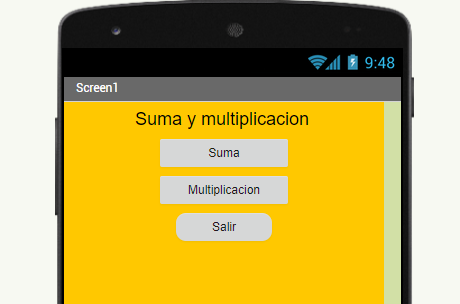 9:48
Screen1
Suma y multiplicacion
Suma
Multiplicacion
Salir